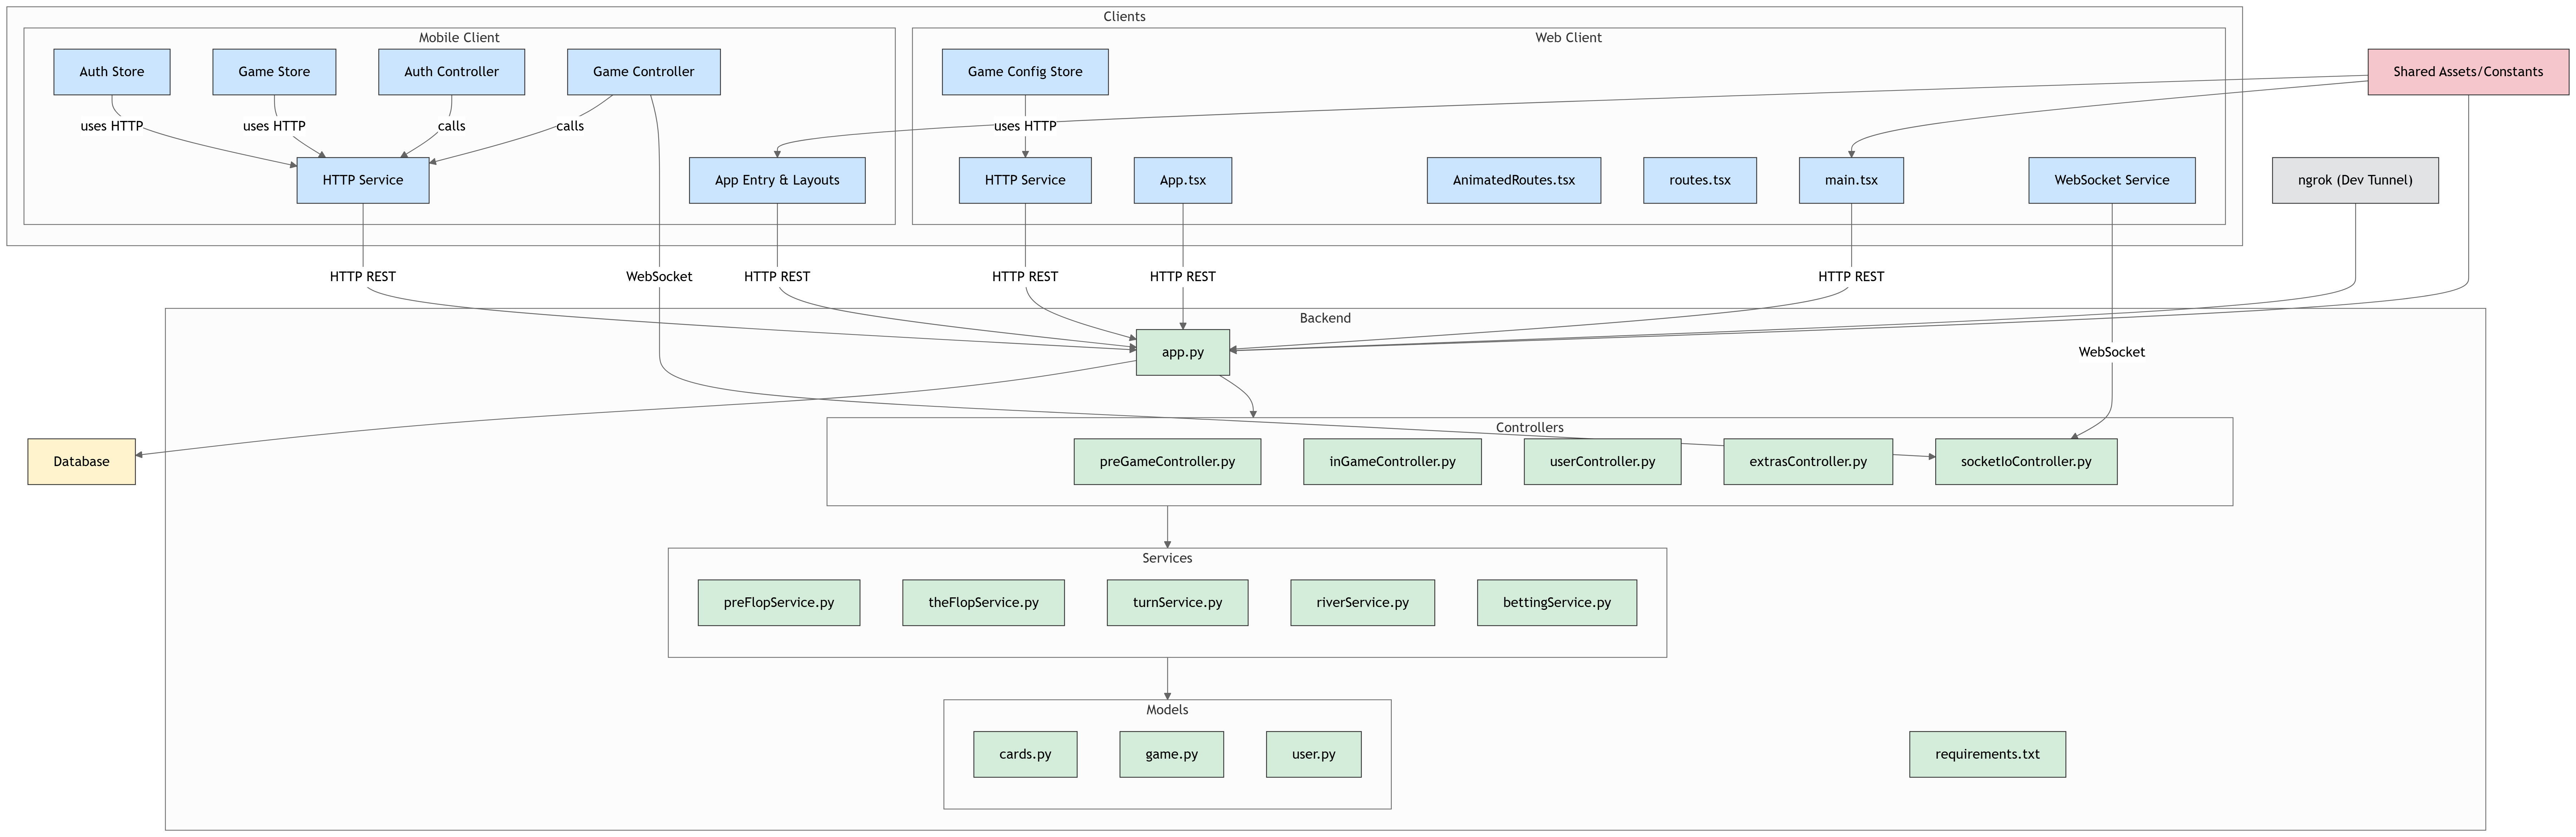 Clients
Mobile Client
Web Client
Auth Store
Game Store
Auth Controller
Game Controller
Game Config Store
Shared Assets/Constants
uses HTTP
uses HTTP
calls
calls
uses HTTP
HTTP Service
App Entry & Layouts
HTTP Service
App.tsx
AnimatedRoutes.tsx
routes.tsx
main.tsx
WebSocket Service
ngrok (Dev Tunnel)
HTTP REST
WebSocket
HTTP REST
HTTP REST
HTTP REST
HTTP REST
Backend
app.py
WebSocket
Controllers
Database
preGameController.py
inGameController.py
userController.py
extrasController.py
socketIoController.py
Services
preFlopService.py
theFlopService.py
turnService.py
riverService.py
bettingService.py
Models
cards.py
game.py
user.py
requirements.txt